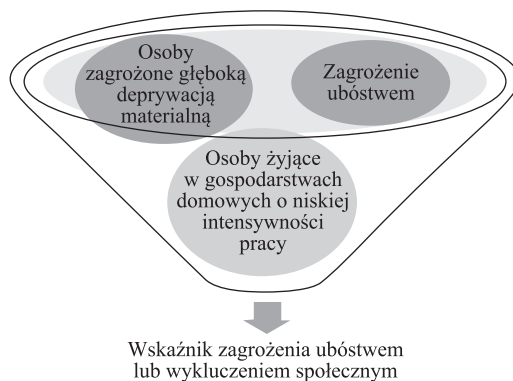 Osoby
zagrożone głęboką
deprywacją
materialną
Zagrożenie
ubóstwem
Osoby żyjące
w gospodarstwach
domowych o niskiej
intensywności
pracy
Wskaźnik zagrożenia ubóstwem
lub wykluczeniem społecznym